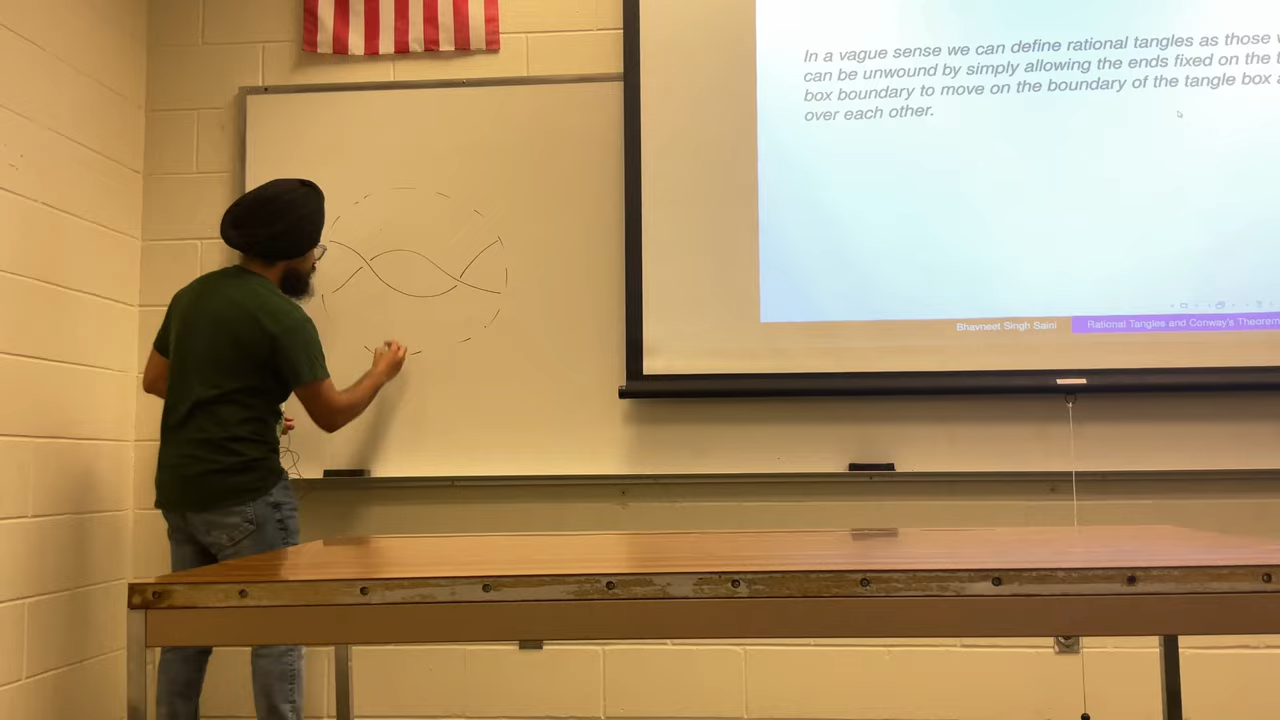 In a vague sense we can define rational tangles as those
can be unwound by simply allowing the ends fixed on the
box boundary to move on the boundary of the tangle box
over each other.
Bhavneet Singh Saini
Rational Tangles and Conway's Theorem